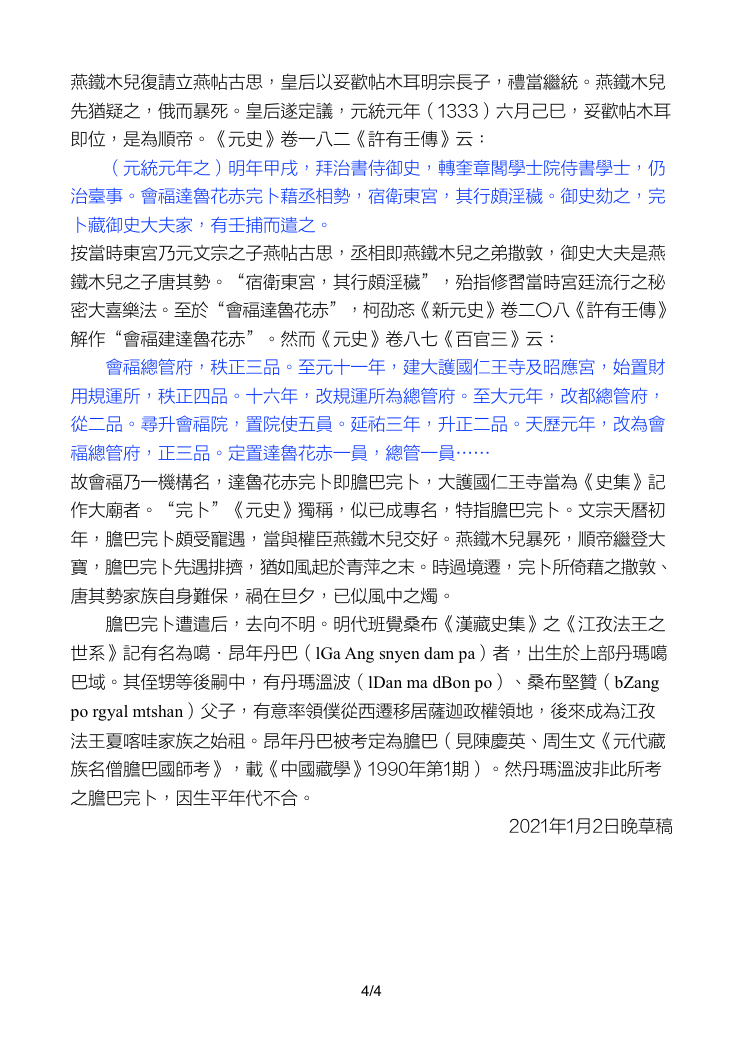 燕鐵木兒復請立燕帖古思，皇后以妥歡帖木耳明宗長子，禮當繼統。燕鐵木兒
先猶疑之，俄而暴死。皇后遂定議，元統元年（1333）六月己巳，妥歡帖木耳
即位，是為順帝。《元史》卷一八二《許有壬傳》云：
（元統元年之）明年甲戌，拜治書侍御史，轉奎章閣學士院侍書學士，仍
治臺事。會福達魯花赤完卜藉丞相勢，宿衛東宮，其行頗淫穢。御史劾之，完
卜藏御史大夫家，有壬捕而遣之。
按當時東宮乃元文宗之子燕帖古思，丞相即燕鐵木兒之弟撒敦，御史大夫是燕
鐵木兒之子唐其勢。“宿衛東宮，其行頗淫穢”，殆指修習當時宮廷流行之秘
密大喜樂法。至於“會福達魯花赤”，柯劭忞《新元史》卷二〇八《許有壬傳》
解作“會福建達魯花赤”。然而《元史》卷八七《百官三》云：
會福總管府，秩正三品。至元十一年，建大護國仁王寺及昭應宮，始置財
用規運所，秩正四品。十六年，改規運所為總管府。至大元年，改都總管府，
從二品。尋升會福院，置院使五員。延祐三年，升正二品。天歷元年，改為會
福總管府，正三品。定置達魯花赤一員，總管一員……
故會福乃一機構名，達魯花赤完卜即膽巴完卜，大護國仁王寺當為《史集》記
作大廟者。“完卜”《元史》獨稱，似已成專名，特指膽巴完卜。文宗天曆初
年，膽巴完卜頗受寵遇，當與權臣燕鐵木兒交好。燕鐵木兒暴死，順帝繼登大
寶，膽巴完卜先遇排擠，猶如風起於青萍之末。時過境遷，完卜所倚藉之撒敦、
唐其勢家族自身難保，禍在旦夕，已似風中之燭。
膽巴完卜遭遣后，去向不明。明代班覺桑布《漢藏史集》之《江孜法王之
世系》記有名為噶．昂年丹巴（lGa Ang snyen dam pa）者，出生於上部丹瑪噶
巴域。其侄甥等後嗣中，有丹瑪溫波（lDan ma dBon po）、桑布堅贊（bZang
po rgyal mtshan）父子，有意率領僕從西遷移居薩迦政權領地，後來成為江孜
法王夏喀哇家族之始祖。昂年丹巴被考定為膽巴（見陳慶英、周生文《元代藏
族名僧膽巴國師考》，載《中國藏學》1990年第1期）。然丹瑪溫波非此所考
之膽巴完卜，因生平年代不合。
2021年1月2日晚草稿
4/4